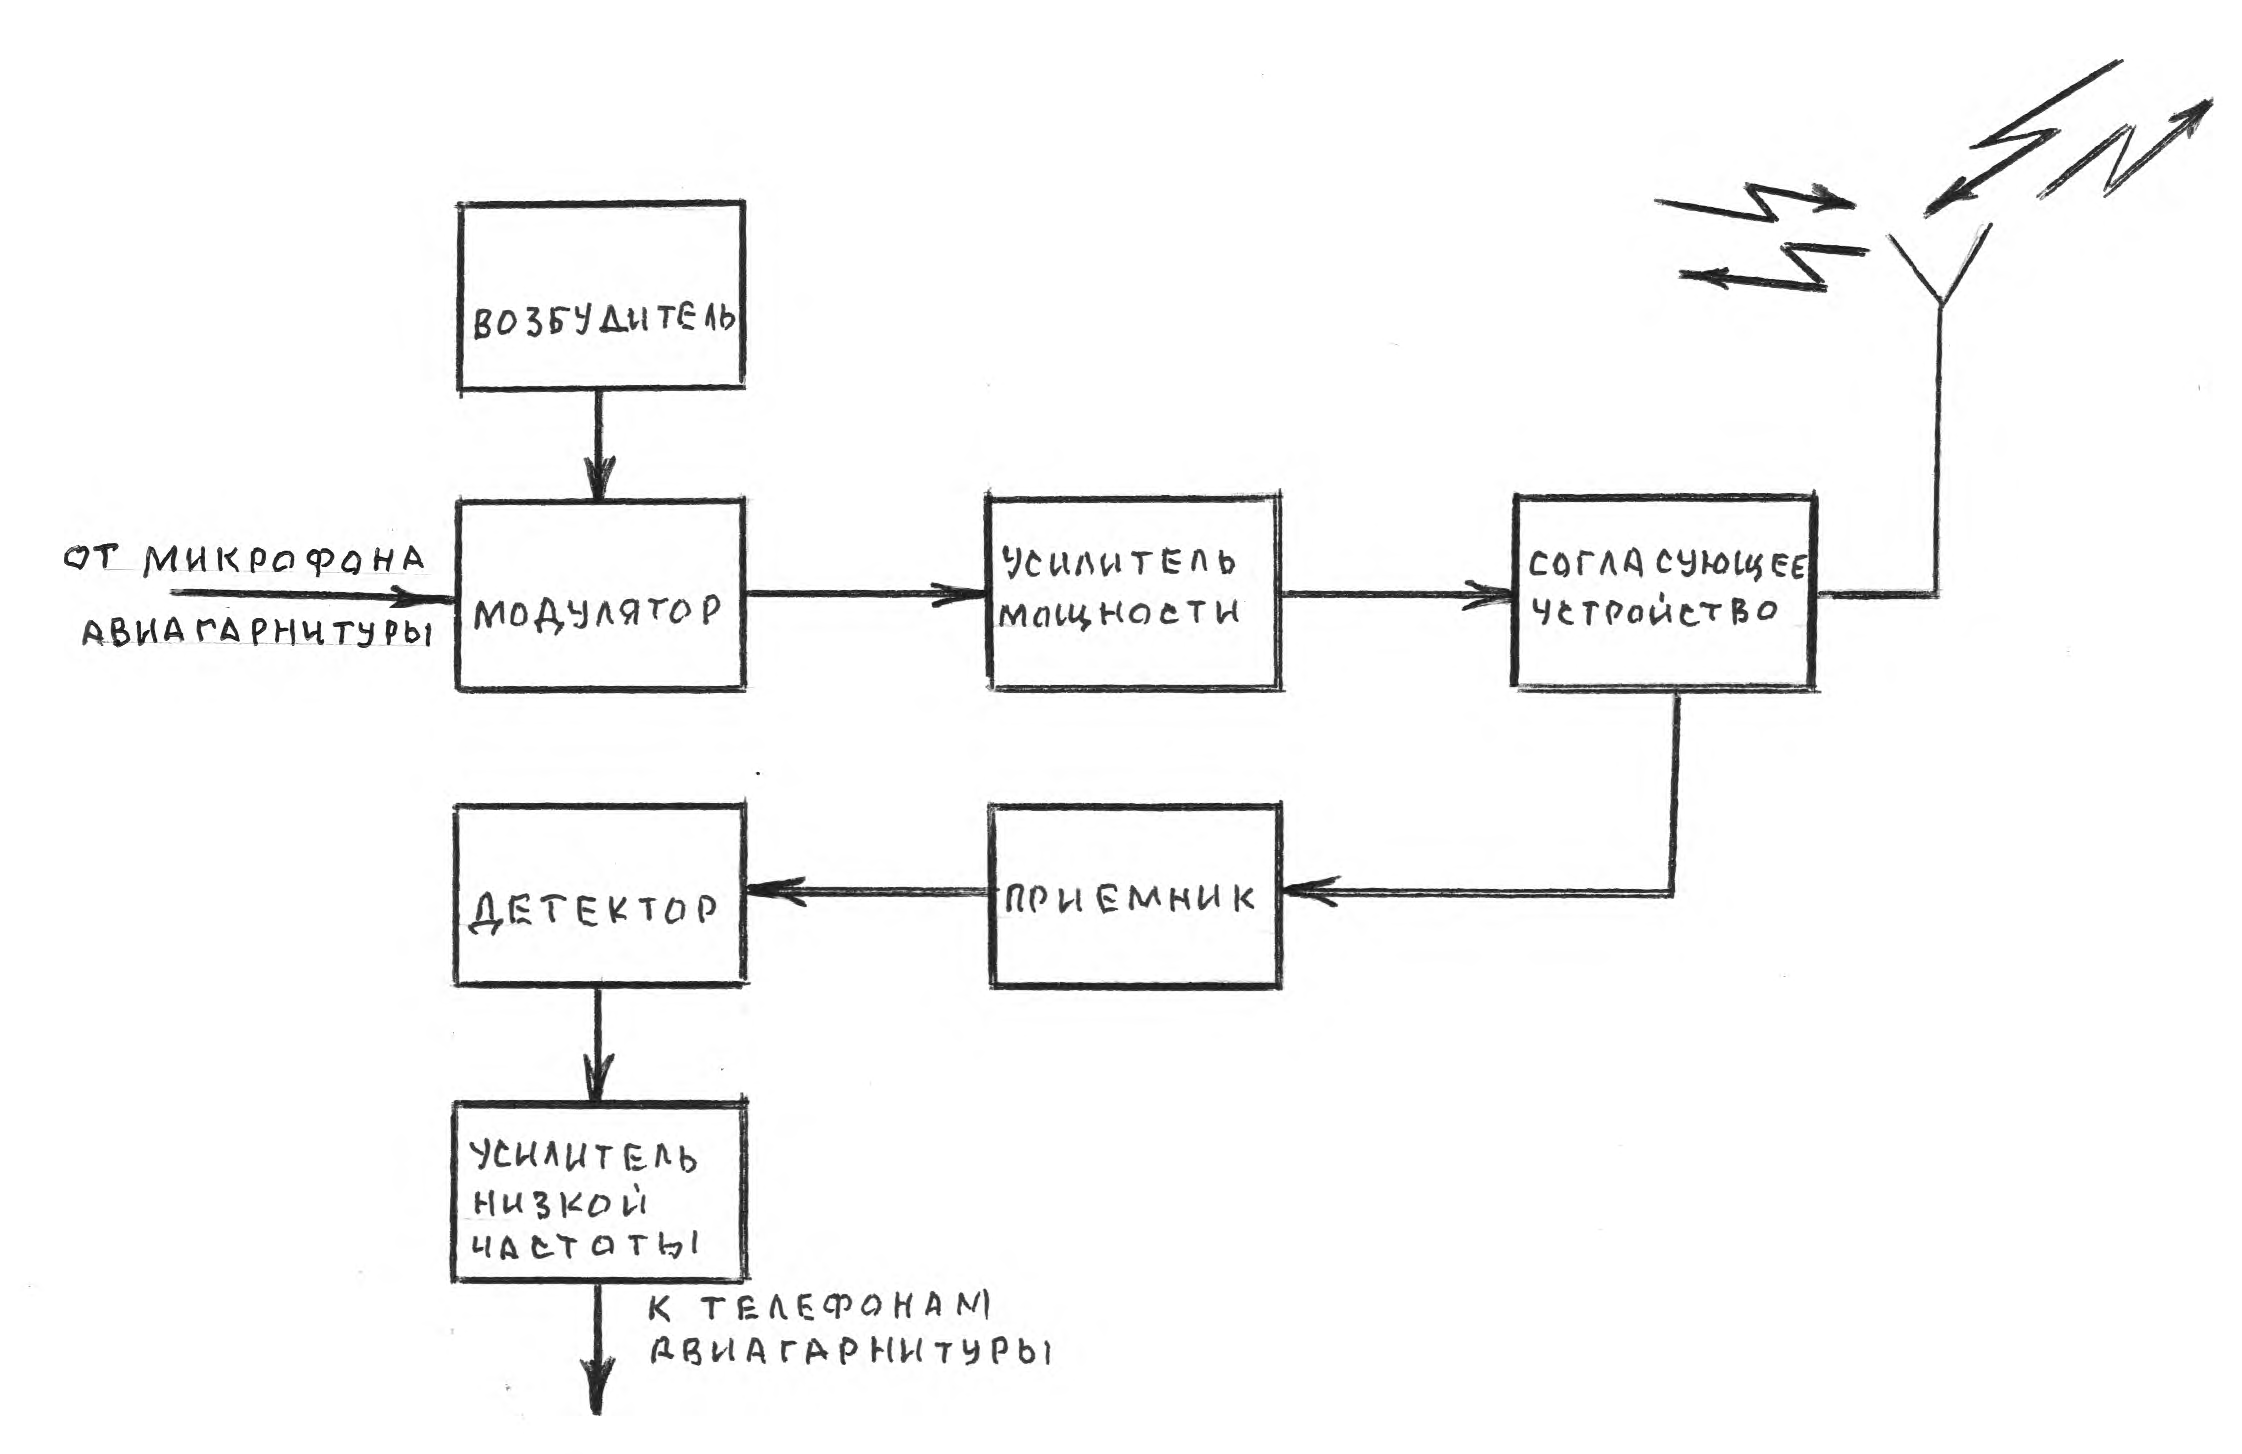 ВОЗБУДИТЕЛЬ
ОТ МИКРОФОНА
АВИАГАРНИТУРЫ
МОДУЛЯТОР
УСИЛИТЕЛЬ
МОЩНОСТИ
СОГЛАСУЮЩЕЕ
УСТРОЙСТВО
ДЕТЕКТОР
ПРИЕМНИК
УСИЛИТЕЛЬ
НИЗКОЙ
ЧАСТОТЫ
К ТЕЛЕФОНАМ
АВИАГАРНИТУРЫ